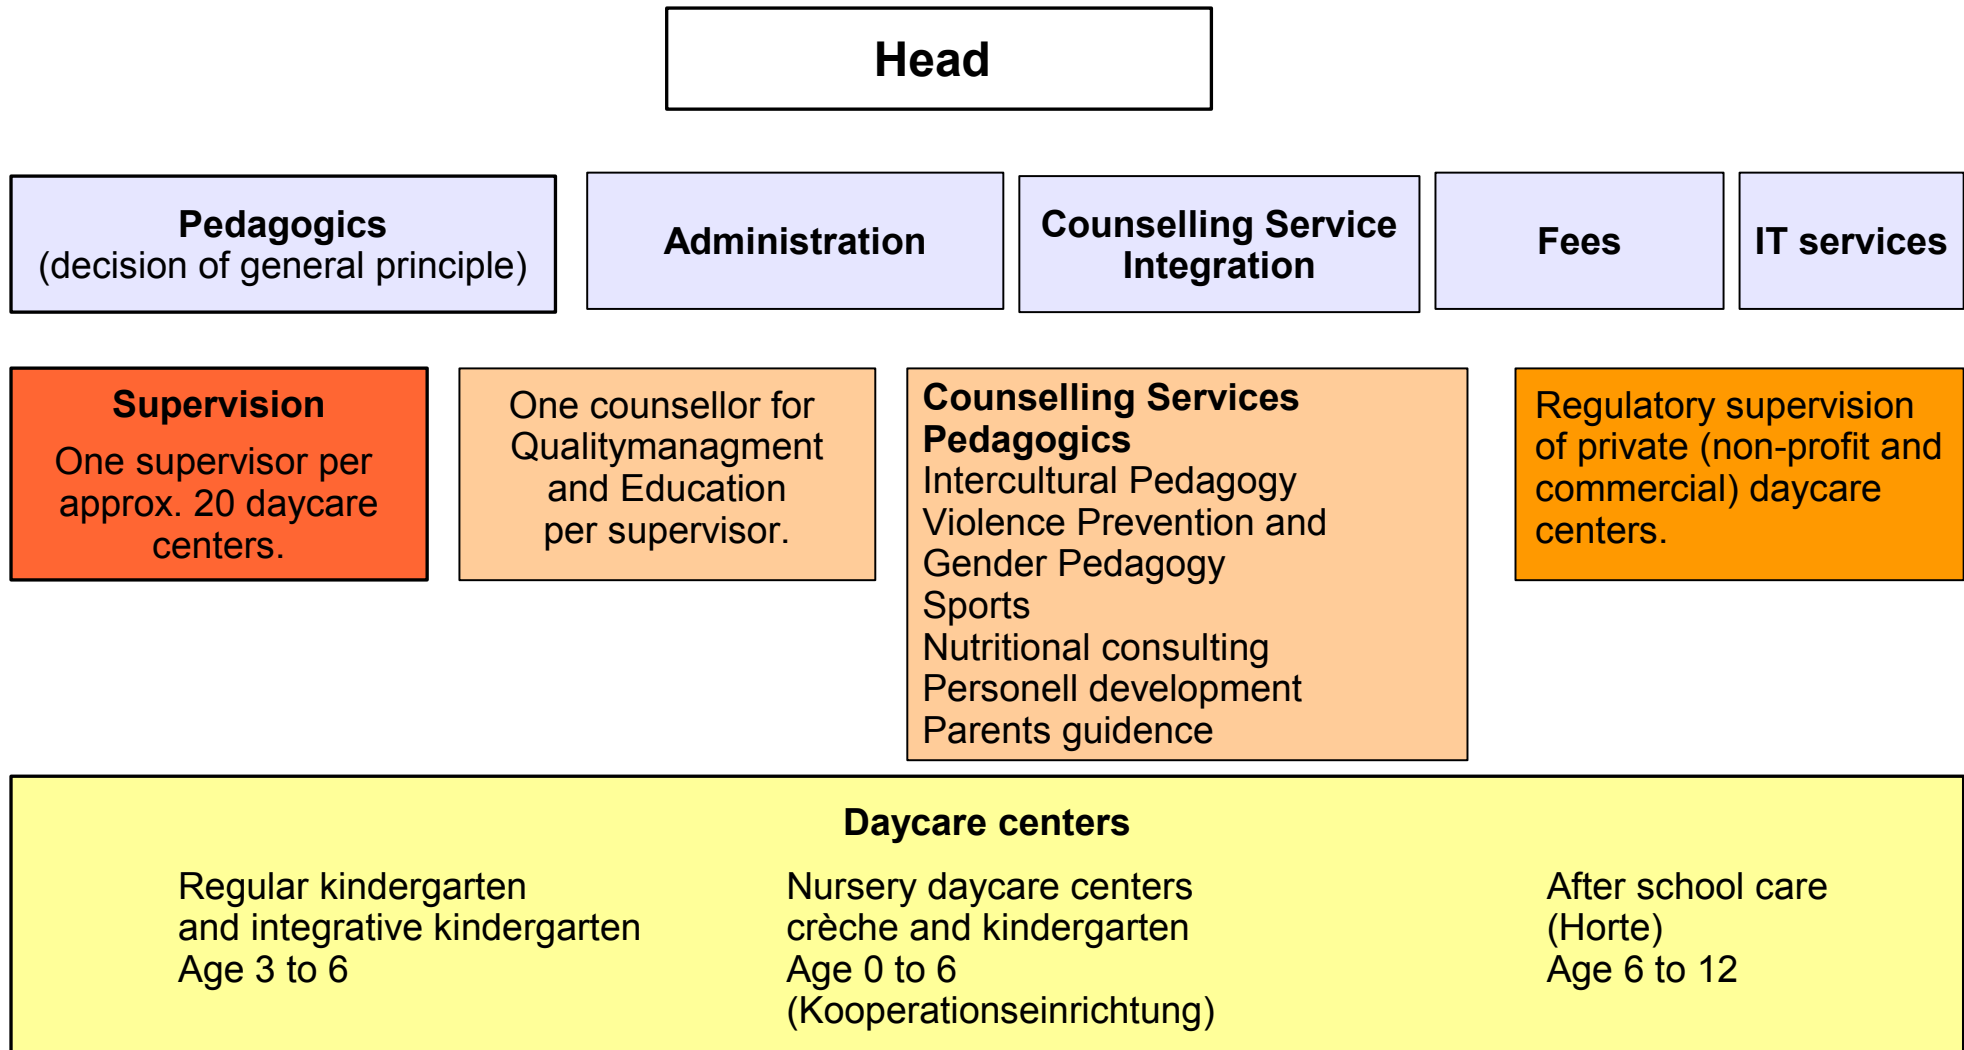 Head
Pedagogics
(decision of general principle)
Administration
Counselling Service
Integration
Fees
IT services
Supervision
One supervisor per
approx. 20 daycare
centers.
One counsellor for
Qualitymanagment
and Education
per supervisor.
Counselling Services
Pedagogics
Intercultural Pedagogy
Violence Prevention and
Gender Pedagogy
Sports
Nutritional consulting
Personell development
Parents guidence
Regulatory supervision
of private (non-profit and
commercial) daycare
centers.
Daycare centers
Regular kindergarten
and integrative kindergarten
Age 3 to 6
Nursery daycare centers
crèche and kindergarten
Age 0 to 6
(Kooperationseinrichtung)
After school care
(Horte)
Age 6 to 12